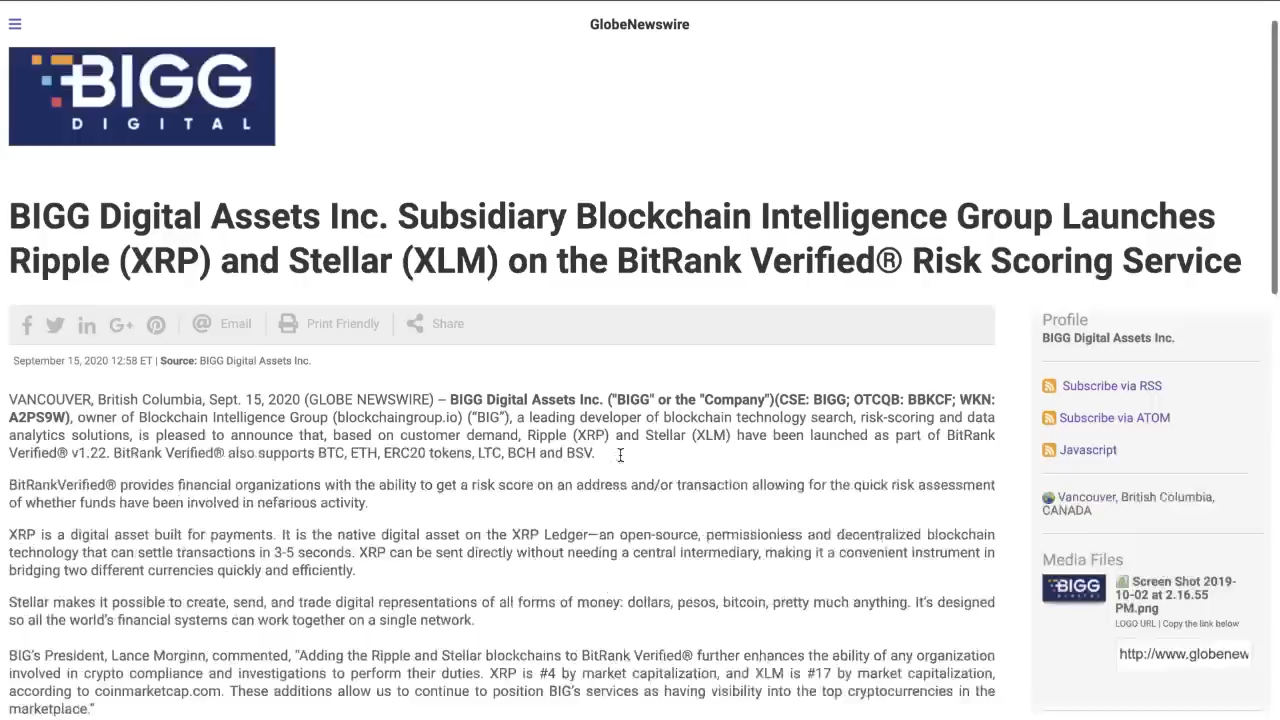 GlobeNewswire
BIGG
DIGITAL
BIGG Digital Assets Inc. Subsidiary Blockchain Intelligence Group Launches
Ripple (XRP) and Stellar (XLM) on the BitRank Verified® Risk Scoring Service
Email
Print Friendly
Share
September 15, 2020 12:58 ET | Source: BIGG Digital Assets Inc.
VANCOUVER, British Columbia, Sept. 15, 2020 (GLOBE NEWSWIRE) – BIGG Digital Assets Inc. ("BIGG" or the "Company")(CSE: BIGG; OTCQB: BBKCF; WKN:
A2PS9W), owner of Blockchain Intelligence Group (blockchaingroup.io) ("BIG"), a leading developer of blockchain technology search, risk-scoring and data
analytics solutions, is pleased to announce that, based on customer demand, Ripple (XRP) and Stellar (XLM) have been launched as part of BitRank
Verified® v1.22. BitRank Verified® also supports BTC, ETH, ERC20 tokens, LTC, BCH and BSV.
BitRankVerified® provides financial organizations with the ability to get a risk score on an address and/or transaction allowing for the quick risk assessment
of whether funds have been involved in nefarious activity.
XRP is a digital asset built for payments. It is the native digital asset on the XRP Ledger—an open-source, permissionless and decentralized blockchain
technology that can settle transactions in 3-5 seconds. XRP can be sent directly without needing a central intermediary, making it a convenient instrument in
bridging two different currencies quickly and efficiently.
Stellar makes it possible to create, send, and trade digital representations of all forms of money: dollars, pesos, bitcoin, pretty much anything. It's designed
so all the world's financial systems can work together on a single network.
BIG's President, Lance Morginn, commented, "Adding the Ripple and Stellar blockchains to BitRank Verified® further enhances the ability of any organization
involved in crypto compliance and investigations to perform their duties. XRP is #4 by market capitalization, and XLM is #17 by market capitalization,
according to coinmarketcap.com. These additions allow us to continue to position BIG's services as having visibility into the top cryptocurrencies in the
marketplace."
Profile
BIGG Digital Assets Inc.
Subscribe via RSS
Subscribe via ATOM
Javascript
Vancouver, British Columbia,
CANADA
Media Files
BIGG
DIGITAL
Screen Shot 2019-
10-02 at 2.16.55
PM.png
LOGO URL | Copy the link below
http://www.globenew